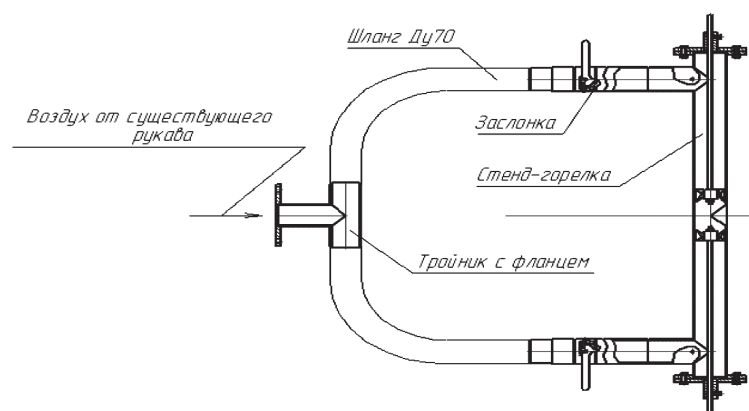 Шланг Ду70
Воздух от существующего
рукава
Заслонка
Стенд-горелка
Тройник с фланцем